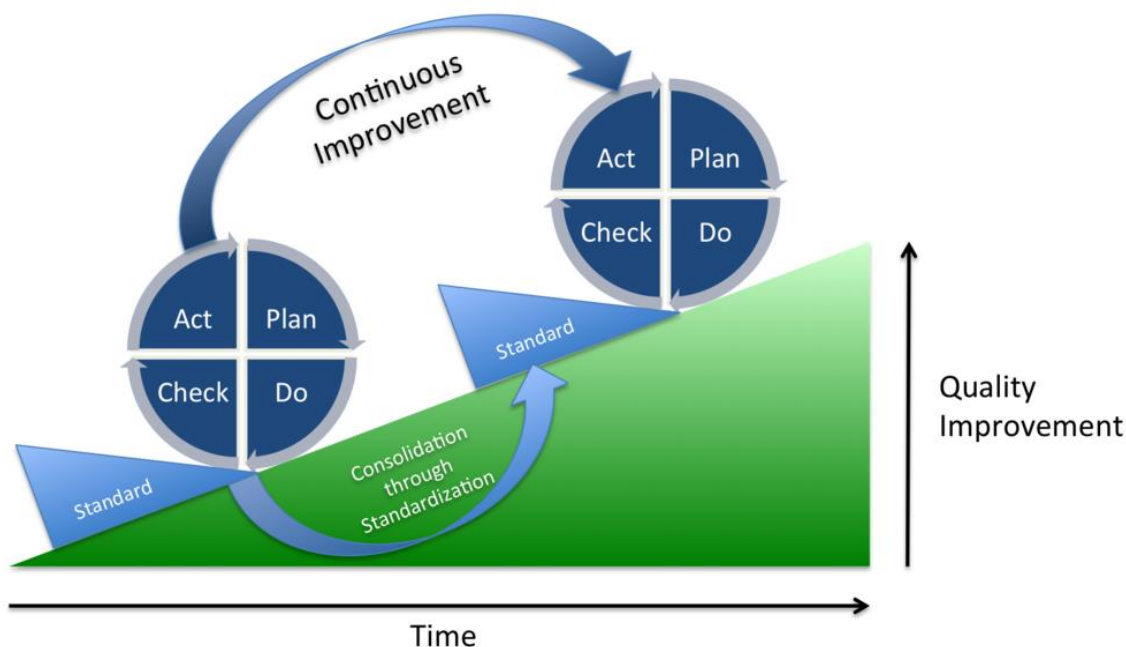 Continuous
Improvement
Act
Plan
Check
Do
Act
Plan
Check
Do
Standard
Standard
Consolidation
through
Standardization
Quality
Improvement
Time